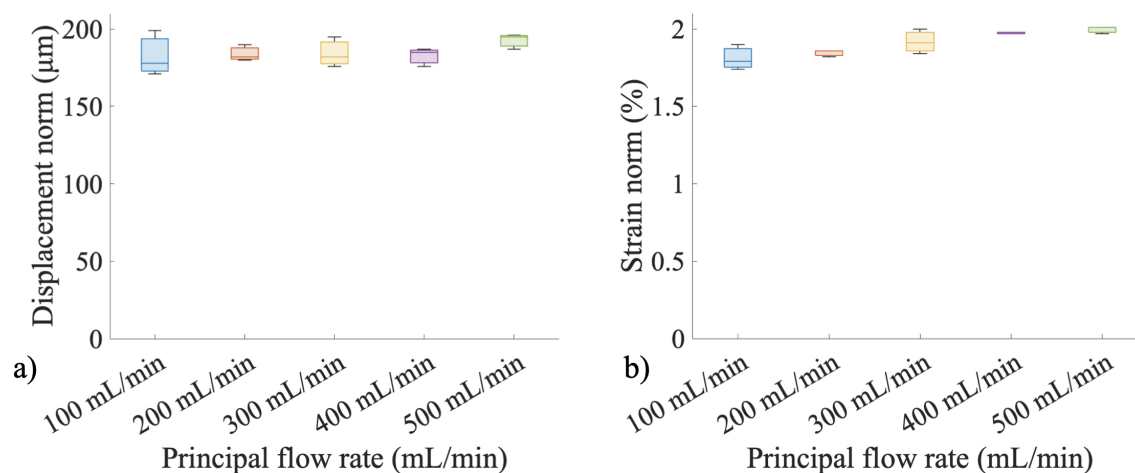 Displacement norm (μm)
200
150
100
50
0
100 mL/min
200 mL/min
300 mL/min
400 mL/min
500 mL/min
Principal flow rate (mL/min)
a)
Strain norm (%)
2
1.5
1
0.5
0
100 mL/min
200 mL/min
300 mL/min
400 mL/min
500 mL/min
Principal flow rate (mL/min)
b)